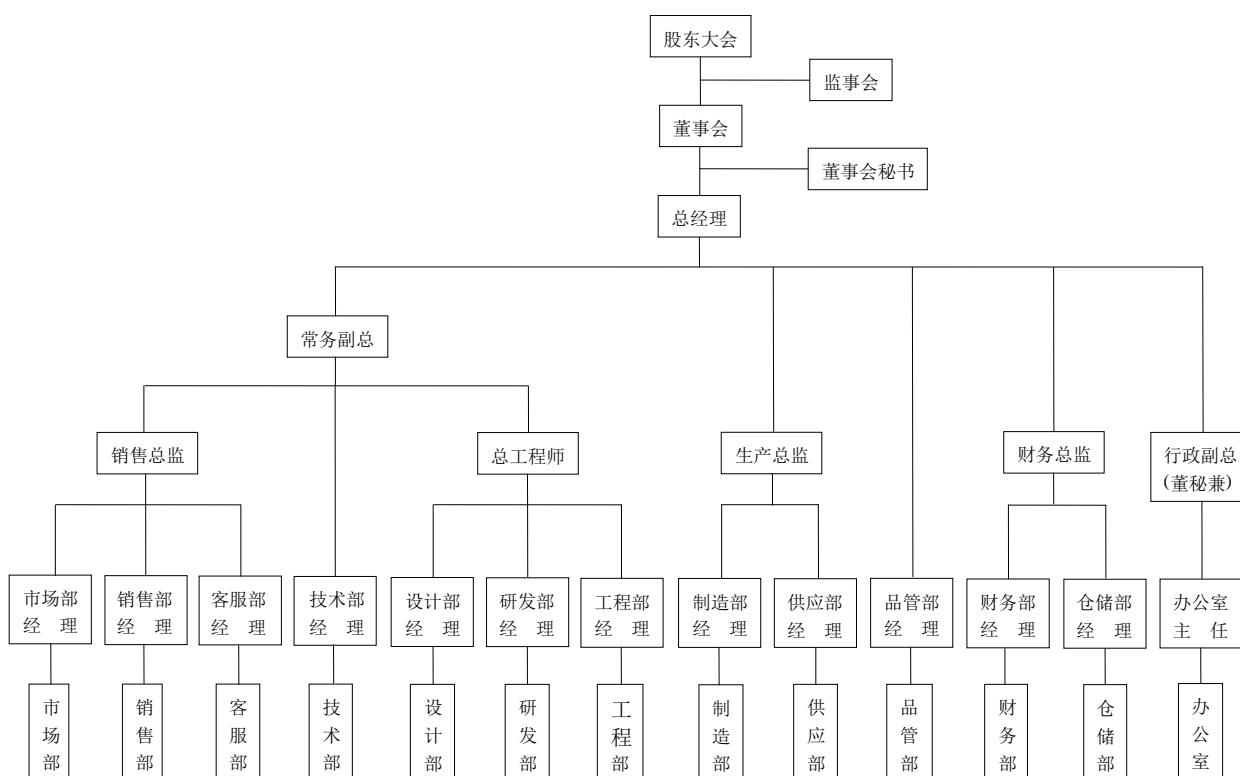 股东大会
监事会
董事会
董事会秘书
总经理
常务副总
销售总监
总工程师
生产总监
财务总监
行政副总
(董秘兼)
市场部
经 理
销售部
经 理
客服部
经 理
技术部
经 理
设计部
经 理
研发部
经 理
工程部
经 理
制造部
经 理
供应部
经 理
品管部
经 理
财务部
经 理
仓储部
经 理
办公室
主 任
市场部
销售部
客服部
技术部
设计部
研发部
工程部
制造部
供应部
品管部
财务部
仓储部
办公室